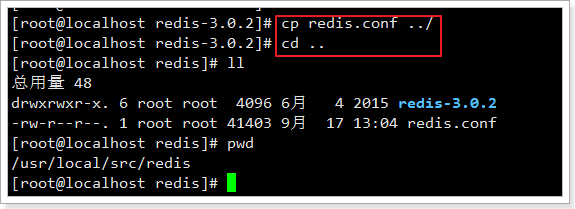 [root@localhost redis-3.0.2]# cp redis.conf ../
[root@localhost redis-3.0.2]# cd ..
[root@localhost redis]# ll
总用量 48
drwxrwxr-x. 6 root root  4096 6月   4 2015 redis-3.0.2
-rw-r--r--. 1 root root 41403 9月  17 13:04 redis.conf
[root@localhost redis]# pwd
/usr/local/src/redis
[root@localhost redis]#